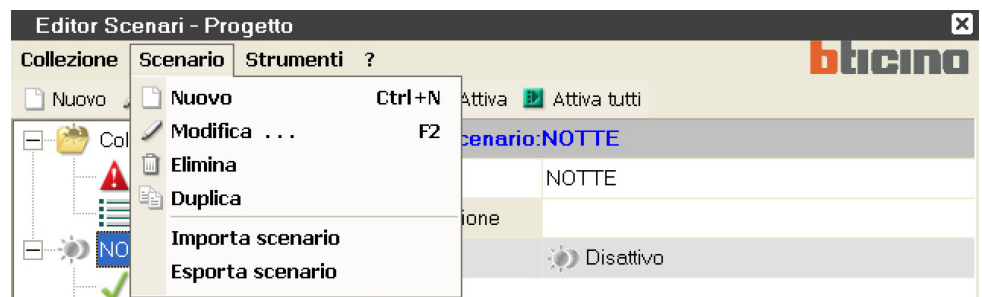 Editor Scenari - Progetto
Collezione Scenario Strumenti ?
bticino
Nuovo Attiva Attiva tutti
Nuovo Ctrl+N
Modifica ... F2
Elimina
Duplica
Importa scenario
Esporta scenario
Col cenario:NOTTE
NOTTE
ione
NO Disattivo